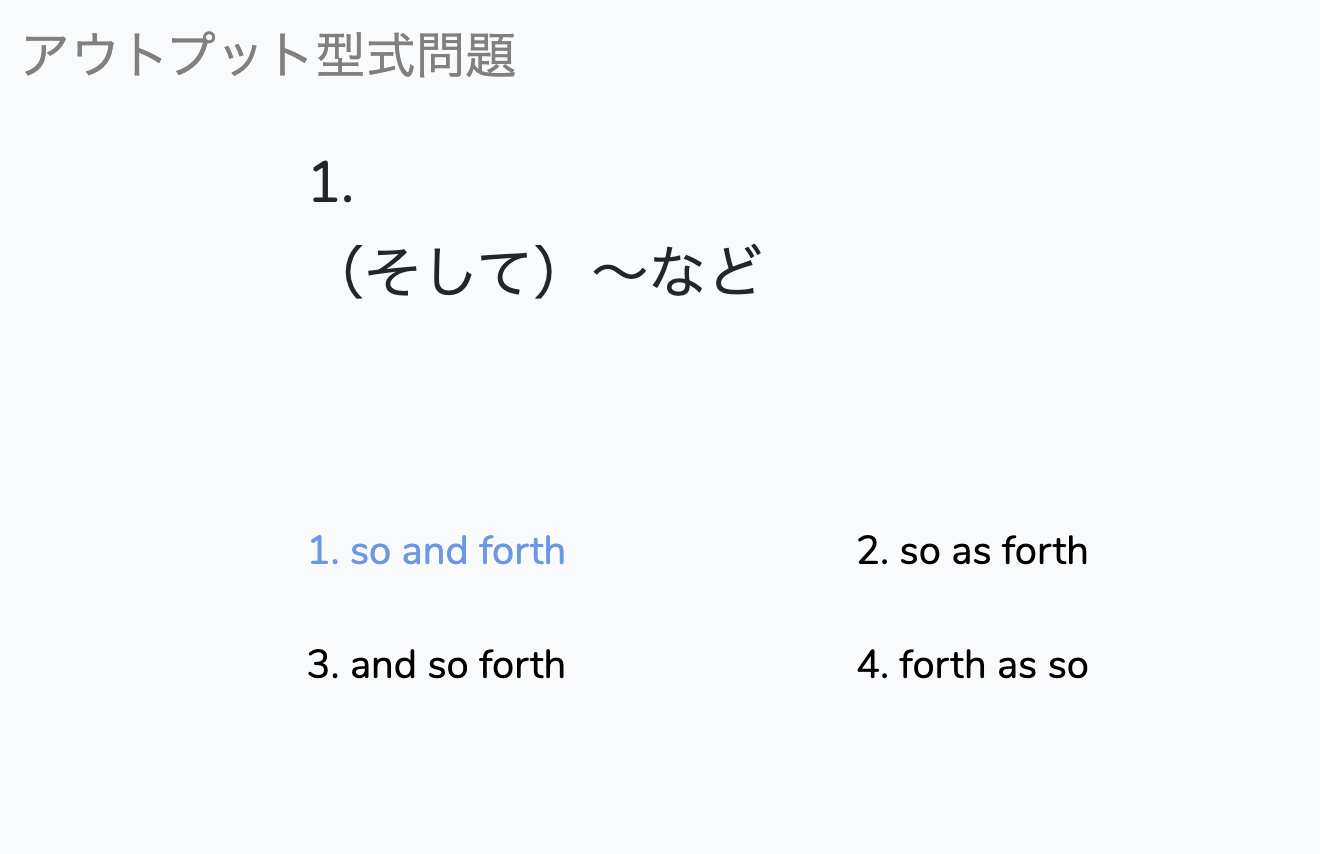 アウトプット型式問題
1.
（そして）〜など
1. so and forth
2. so as forth
3. and so forth
4. forth as so